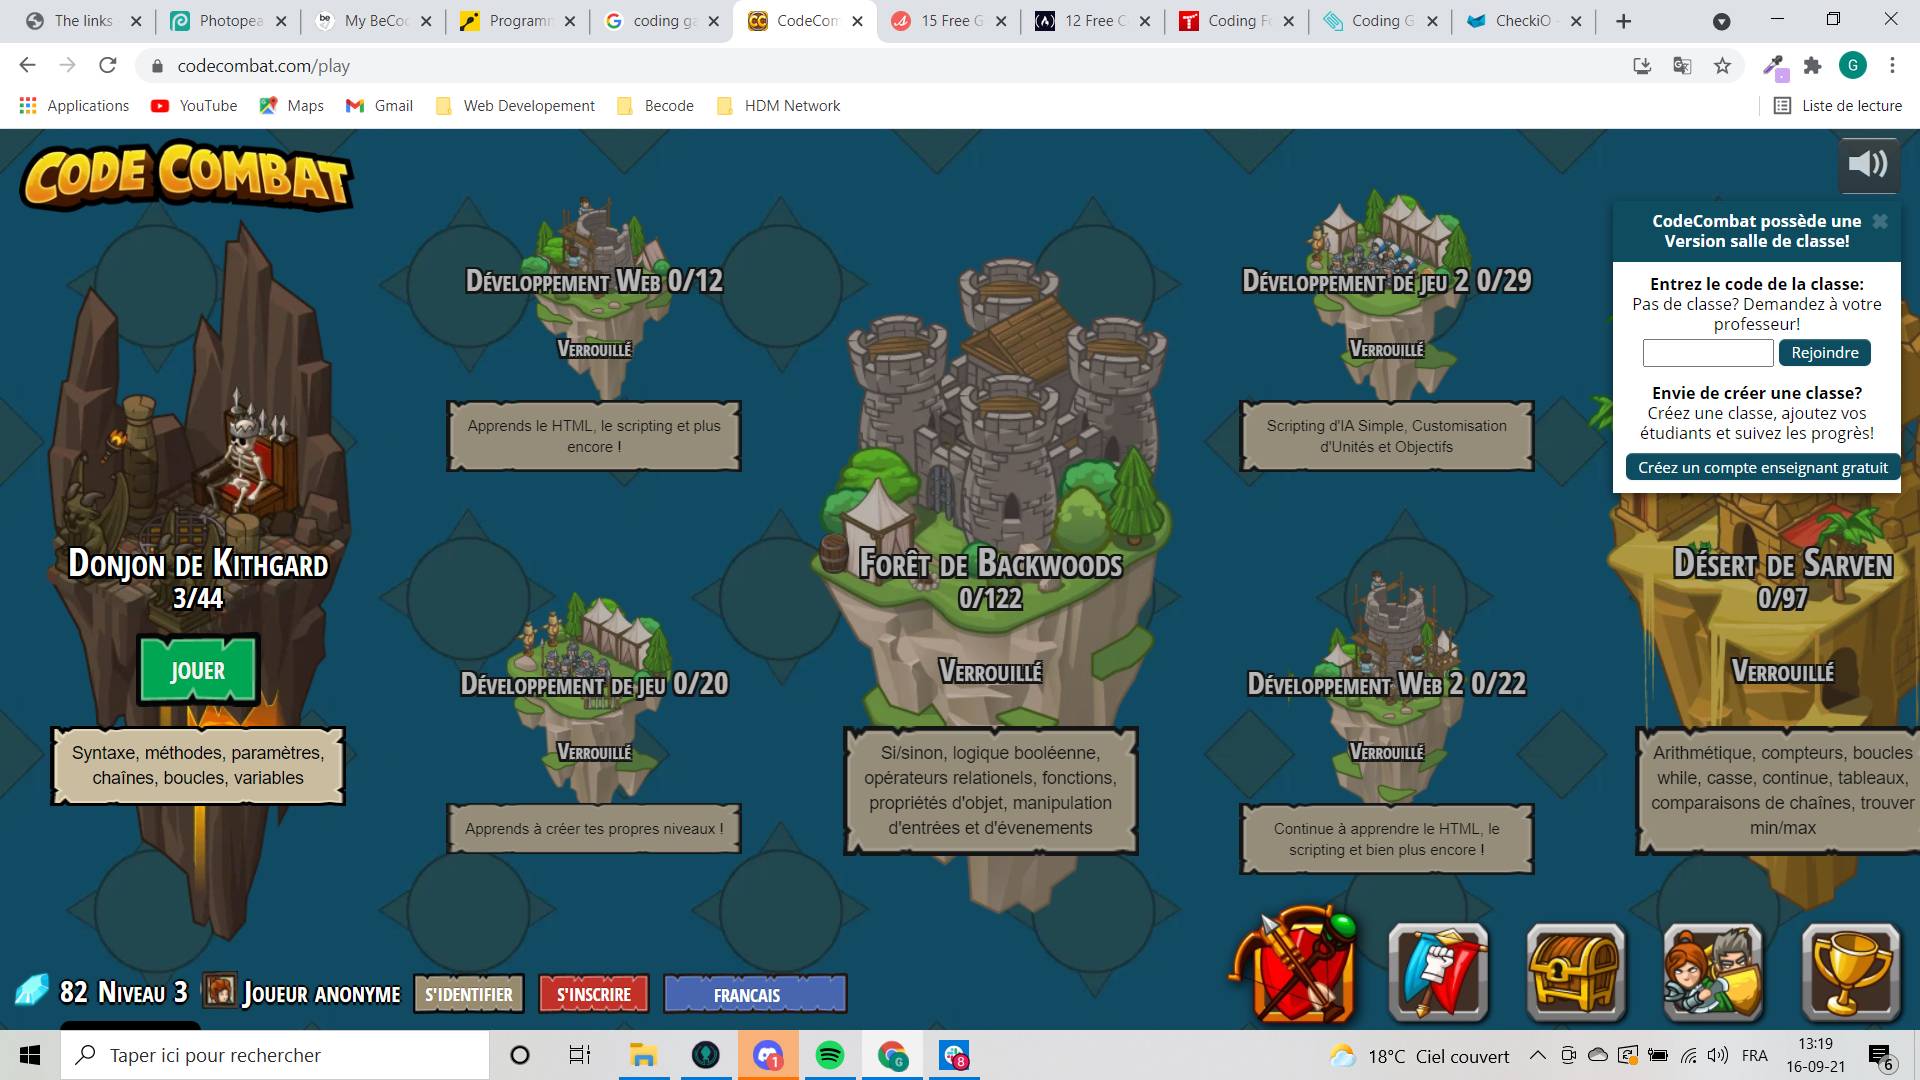 The links
Photopea
My BeCo
Programm
coding ga
CodeCom
15 Free G
12 Free C
Coding Fo
Coding G
CheckiO
codecombat.com/play
G
Applications
YouTube
Maps
Gmail
Web Developement
Becode
HDM Network
Liste de lecture
CODE COMBAT
CodeCombat possède une
Version salle de classe!
Entrez le code de la classe:
Pas de classe? Demandez à votre
professeur!
Rejoindre
Envie de créer une classe?
Créez une classe, ajoutez vos
étudiants et suivez les progrès!
Créez un compte enseignant gratuit
Développement Web 0/12
Verrouillé
Apprends le HTML, le scripting et plus
encore !
Développement de jeu 2 0/29
Verrouillé
Scripting d'IA Simple, Customisation
d'Unités et Objectifs
Donjon de Kithgard
3/44
JOUER
Syntaxe, méthodes, paramètres,
chaînes, boucles, variables
Développement de jeu 0/20
Verrouillé
Apprends à créer tes propres niveaux !
Forêt de Backwoods
0/122
Verrouillé
Si/sinon, logique booléenne,
opérateurs relationels, fonctions,
propriétés d'objet, manipulation
d'entrées et d'évenements
Développement Web 2 0/22
Verrouillé
Continue à apprendre le HTML, le
scripting et bien plus encore !
Désert de Sarven
0/97
Verrouillé
Arithmétique, compteurs, boucles
while, casse, continue, tableaux,
comparaisons de chaînes, trouver
min/max
82 Niveau 3
Joueur anonyme
S'IDENTIFIER
S'INSCRIRE
FRANCAIS
Taper ici pour rechercher
1
G
8
18°C Ciel couvert
FRA
13:19
16-09-21
6